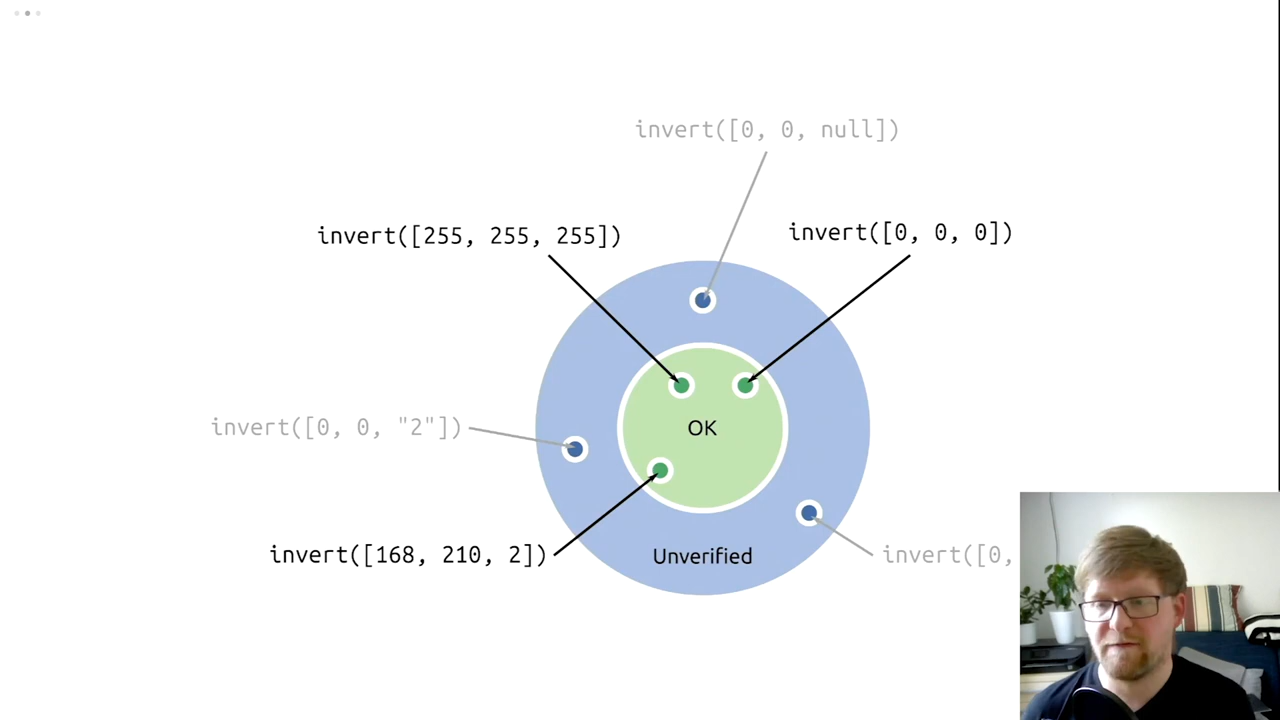 invert([0, 0, null])
invert([255, 255, 255])
invert([0, 0, 0])
invert([0, 0, "2"])
OK
invert([168, 210, 2])
Unverified
invert([0,